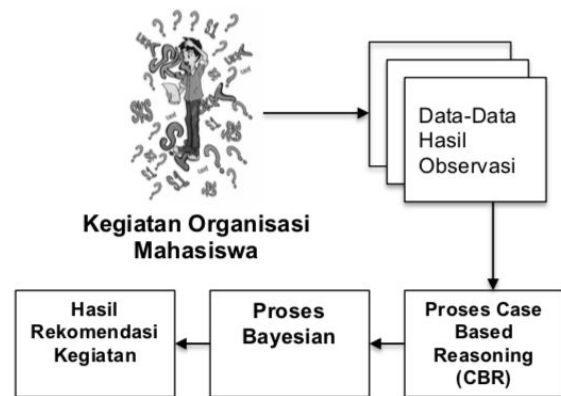 Data-Data
Hasil
Observasi
Kegiatan Organisasi
Mahasiswa
Hasil
Rekomendasi
Kegiatan
Proses
Bayesian
Proses Case
Based
Reasoning
(CBR)